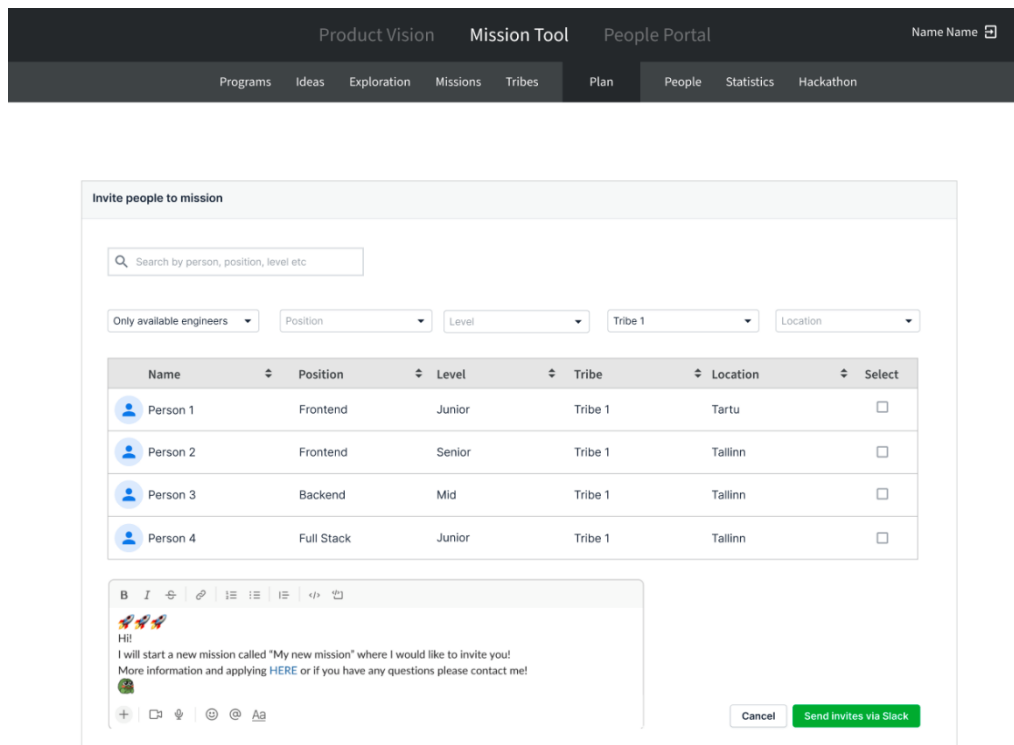 Product Vision Mission Tool People Portal Name Name
Programs Ideas Exploration Missions Tribes Plan People Statistics Hackathon
Invite people to mission
Search by person, position, level etc
Only available engineers Position Level Tribe 1 Location
Name Position Level Tribe Location Select
Person 1 Frontend Junior Tribe 1 Tartu
Person 2 Frontend Senior Tribe 1 Tallinn
Person 3 Backend Mid Tribe 1 Tallinn
Person 4 Full Stack Junior Tribe 1 Tallinn
B I S </>
🚀🚀🚀
Hi!
I will start a new mission called “My new mission” where I would like to invite you!
More information and applying HERE or if you have any questions please contact me!
+ @ Aa
Cancel Send invites via Slack